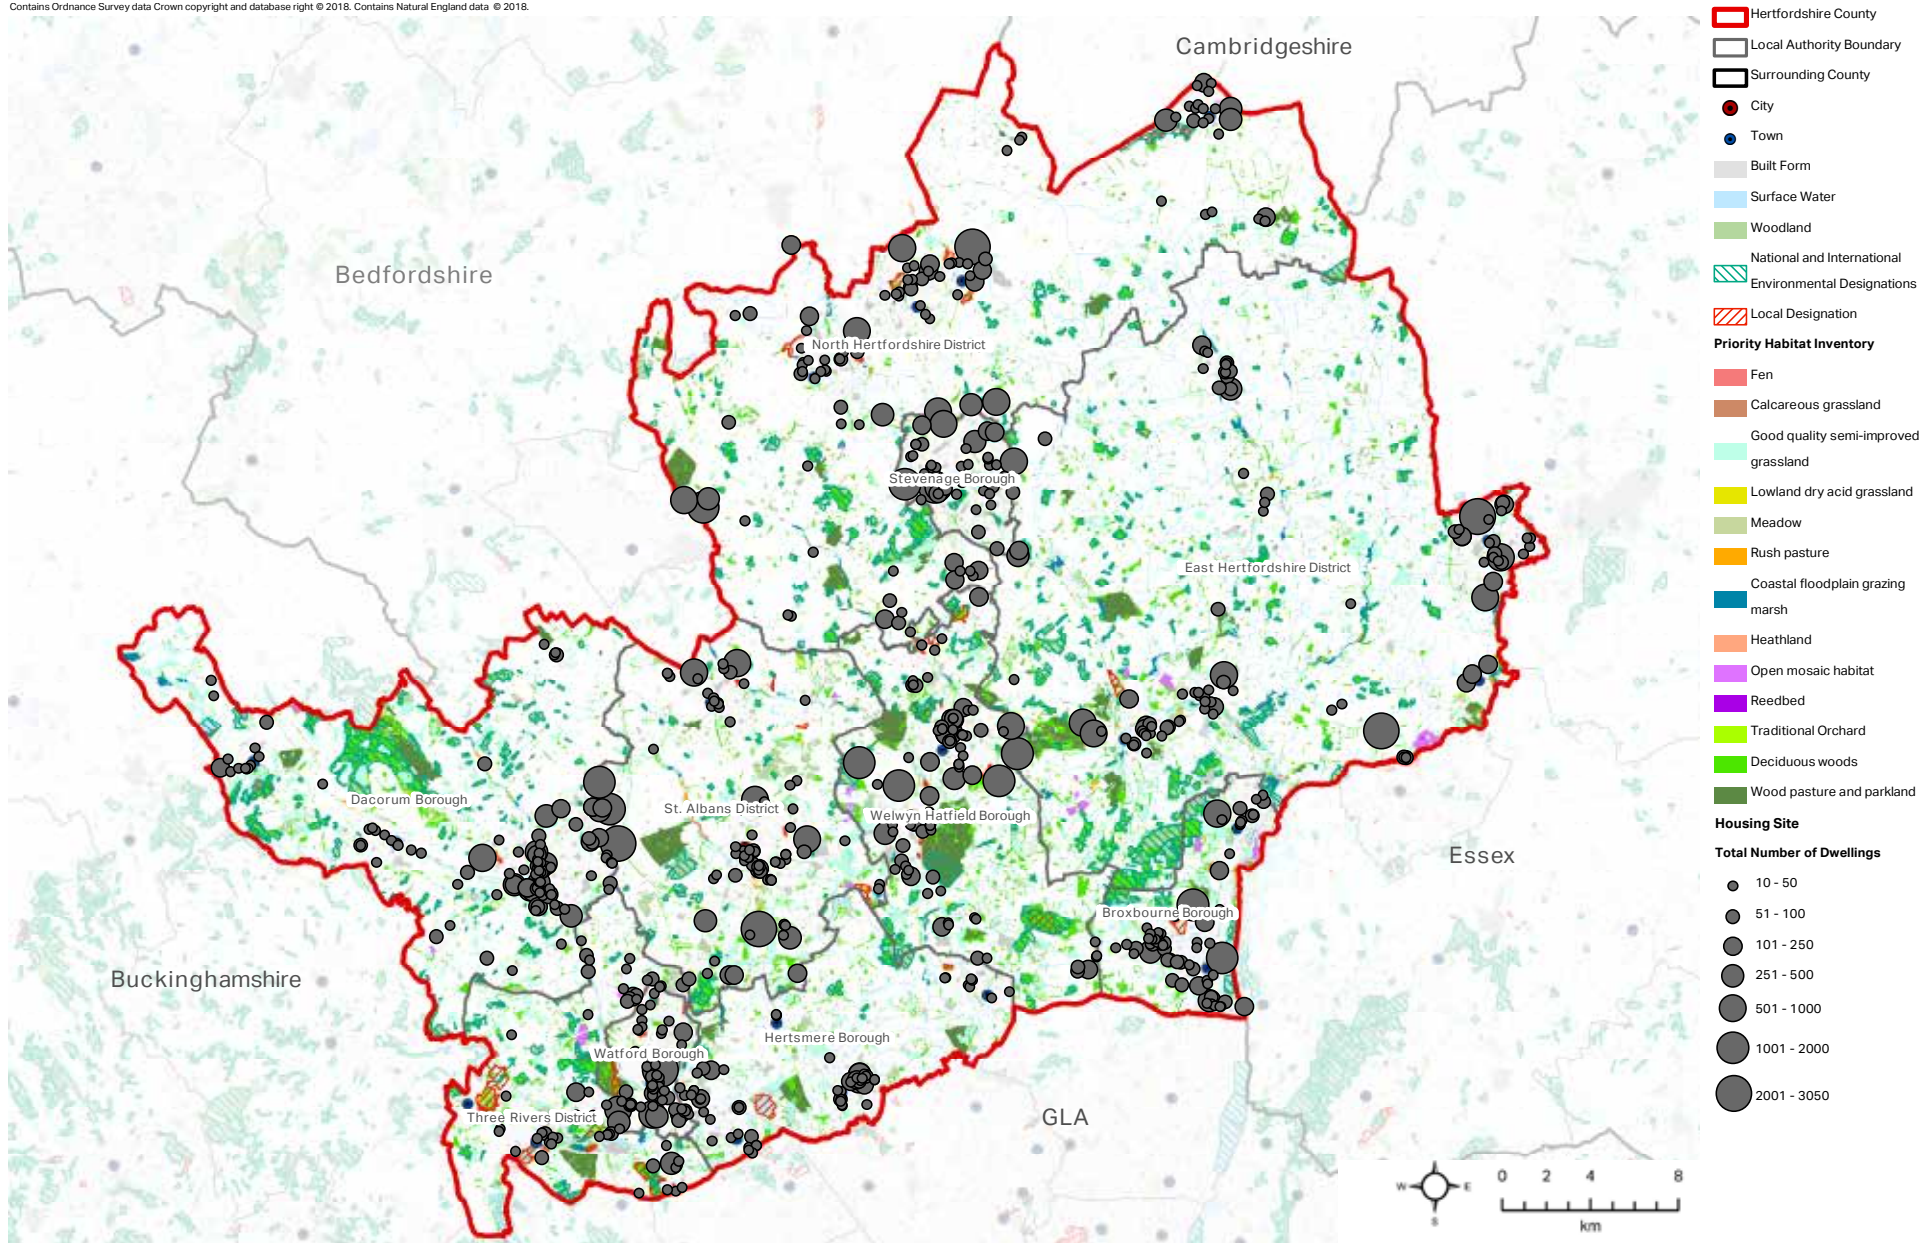 Contains Ordnance Survey data Crown copyright and database right © 2018. Contains Natural England data © 2018.
Cambridgeshire
Bedfordshire
North Hertfordshire District
Stevenage Borough
East Hertfordshire District
Dacorum Borough
St. Albans District
Welwyn Hatfield Borough
Essex
Broxbourne Borough
Buckinghamshire
Hertsmere Borough
Watford Borough
Three Rivers District
GLA
Hertfordshire County
Local Authority Boundary
Surrounding County
City
Town
Built Form
Surface Water
Woodland
National and International
Environmental Designations
Local Designation
Priority Habitat Inventory
Fen
Calcareous grassland
Good quality semi-improved
grassland
Lowland dry acid grassland
Meadow
Rush pasture
Coastal floodplain grazing
marsh
Heathland
Open mosaic habitat
Reedbed
Traditional Orchard
Deciduous woods
Wood pasture and parkland
Housing Site
Total Number of Dwellings
10 - 50
51 - 100
101 - 250
251 - 500
501 - 1000
1001 - 2000
2001 - 3050
N
W E
S
0 2 4 8
km